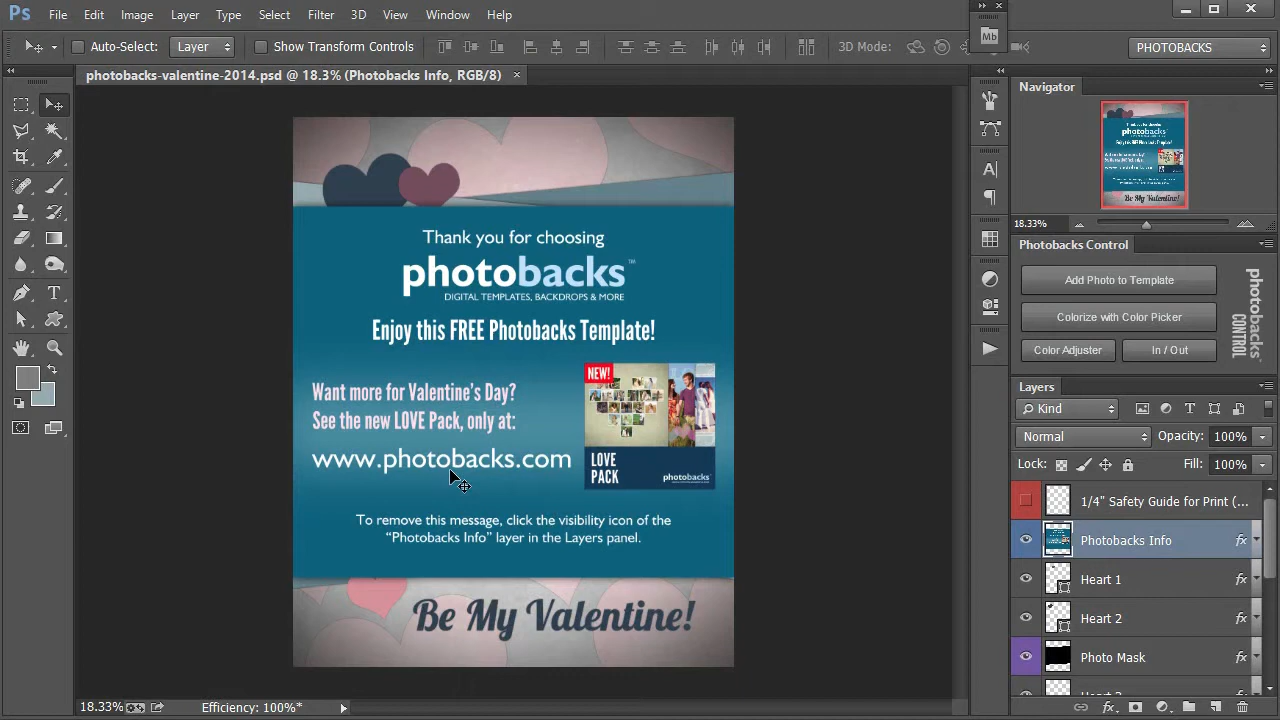 Ps File Edit Image Layer Type Select Filter 3D View Window Help
Mb
Auto-Select: Layer Show Transform Controls 3D Mode: PHOTOBACKS
photobacks-valentine-2014.psd @ 18.3% (Photobacks Info, RGB/8) ×
Navigator
18.33%
Photobacks Control
Add Photo to Template
Colorize with Color Picker
Color Adjuster In / Out
photobacks
CONTROL
Layers
Kind
Normal Opacity: 100%
Lock: Fill: 100%
1/4" Safety Guide for Print (...
Photobacks Info fx
Heart 1 fx
Heart 2 fx
Photo Mask fx
Thank you for choosing
photobacks™
DIGITAL TEMPLATES, BACKDROPS & MORE
Enjoy this FREE Photobacks Template!
Want more for Valentine's Day?
See the new LOVE Pack, only at:
www.photobacks.com
NEW!
LOVE
PACK
photobacks
To remove this message, click the visibility icon of the
“Photobacks Info” layer in the Layers panel.
Be My Valentine!
18.33% Efficiency: 100%*